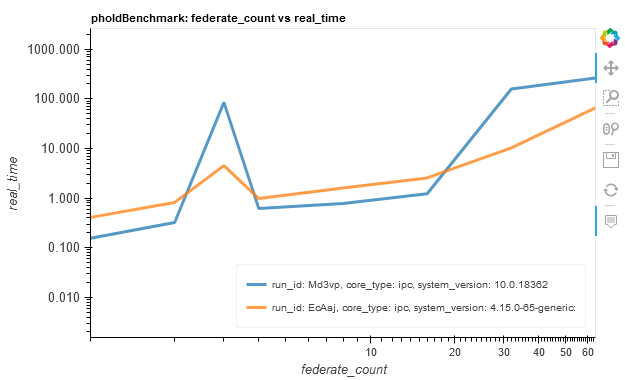 pholdBenchmark: federate_count vs real_time
1000.000
100.000
10.000
1.000
0.100
0.010
real_time
run_id: Md3vp, core_type: ipc, system_version: 10.0.18362
run_id: EcAaj, core_type: ipc, system_version: 4.15.0-65-generic:
10 20 30 40 50 60
federate_count